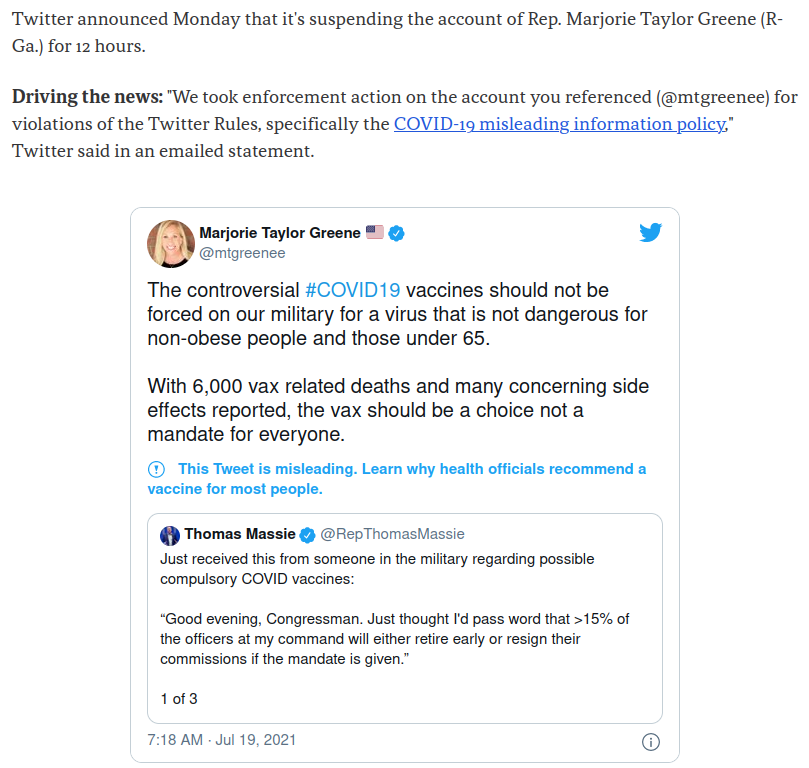 Twitter announced Monday that it's suspending the account of Rep. Marjorie Taylor Greene (R-
Ga.) for 12 hours.
Driving the news: "We took enforcement action on the account you referenced (@mtgreenee) for
violations of the Twitter Rules, specifically the COVID-19 misleading information policy,"
Twitter said in an emailed statement.
Marjorie Taylor Greene 🇺🇸
@mtgreenee
The controversial #COVID19 vaccines should not be
forced on our military for a virus that is not dangerous for
non-obese people and those under 65.
With 6,000 vax related deaths and many concerning side
effects reported, the vax should be a choice not a
mandate for everyone.
This Tweet is misleading. Learn why health officials recommend a
vaccine for most people.
Thomas Massie @RepThomasMassie
Just received this from someone in the military regarding possible
compulsory COVID vaccines:
“Good evening, Congressman. Just thought I'd pass word that >15% of
the officers at my command will either retire early or resign their
commissions if the mandate is given.”
1 of 3
7:18 AM · Jul 19, 2021